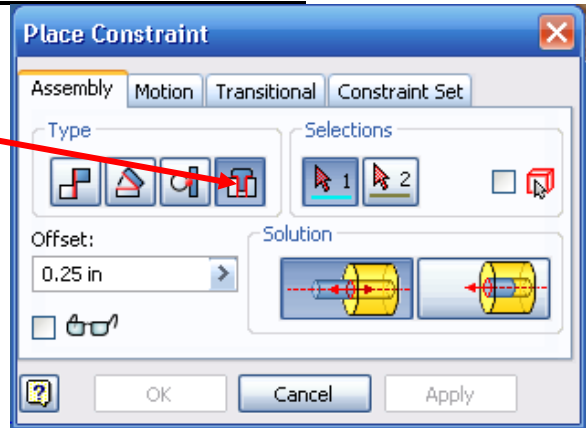 Place Constraint
Assembly Motion Transitional Constraint Set
Type Selections
1 2
Offset: Solution
0.25 in
? OK Cancel Apply